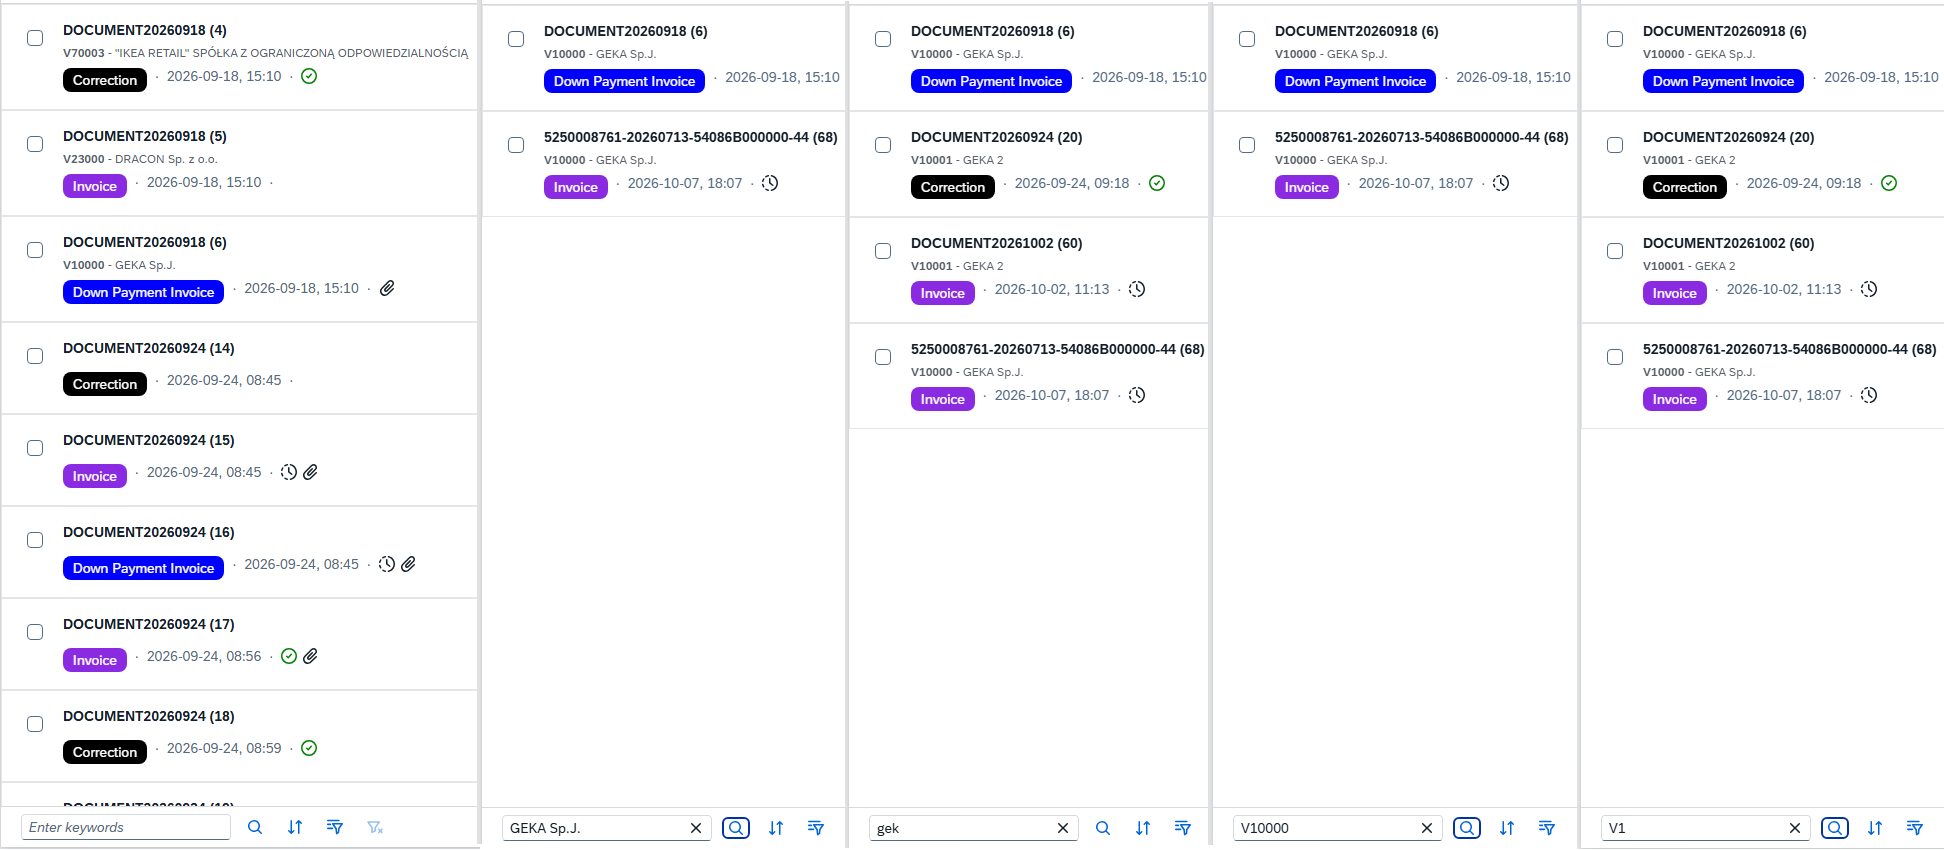 DOCUMENT20260918 (4)
V70003 - "IKEA RETAIL" SPÓŁKA Z OGRANICZONĄ ODPOWIEDZIALNOŚCIĄ
Correction · 2026-09-18, 15:10 ·
DOCUMENT20260918 (5)
V23000 - DRACON Sp. z o.o.
Invoice · 2026-09-18, 15:10 ·
DOCUMENT20260918 (6)
V10000 - GEKA Sp.J.
Down Payment Invoice · 2026-09-18, 15:10 ·
DOCUMENT20260924 (14)
Correction · 2026-09-24, 08:45 ·
DOCUMENT20260924 (15)
Invoice · 2026-09-24, 08:45 ·
DOCUMENT20260924 (16)
Down Payment Invoice · 2026-09-24, 08:45 ·
DOCUMENT20260924 (17)
Invoice · 2026-09-24, 08:56 ·
DOCUMENT20260924 (18)
Correction · 2026-09-24, 08:59 ·
Enter keywords
DOCUMENT20260918 (6)
V10000 - GEKA Sp.J.
Down Payment Invoice · 2026-09-18, 15:10
5250008761-20260713-54086B000000-44 (68)
V10000 - GEKA Sp.J.
Invoice · 2026-10-07, 18:07 ·
GEKA Sp.J.
DOCUMENT20260918 (6)
V10000 - GEKA Sp.J.
Down Payment Invoice · 2026-09-18, 15:10
DOCUMENT20260924 (20)
V10001 - GEKA 2
Correction · 2026-09-24, 09:18 ·
DOCUMENT20261002 (60)
V10001 - GEKA 2
Invoice · 2026-10-02, 11:13 ·
5250008761-20260713-54086B000000-44 (68)
V10000 - GEKA Sp.J.
Invoice · 2026-10-07, 18:07 ·
gek
DOCUMENT20260918 (6)
V10000 - GEKA Sp.J.
Down Payment Invoice · 2026-09-18, 15:10
5250008761-20260713-54086B000000-44 (68)
V10000 - GEKA Sp.J.
Invoice · 2026-10-07, 18:07 ·
V10000
DOCUMENT20260918 (6)
V10000 - GEKA Sp.J.
Down Payment Invoice · 2026-09-18, 15:10
DOCUMENT20260924 (20)
V10001 - GEKA 2
Correction · 2026-09-24, 09:18 ·
DOCUMENT20261002 (60)
V10001 - GEKA 2
Invoice · 2026-10-02, 11:13 ·
5250008761-20260713-54086B000000-44 (68)
V10000 - GEKA Sp.J.
Invoice · 2026-10-07, 18:07 ·
V1